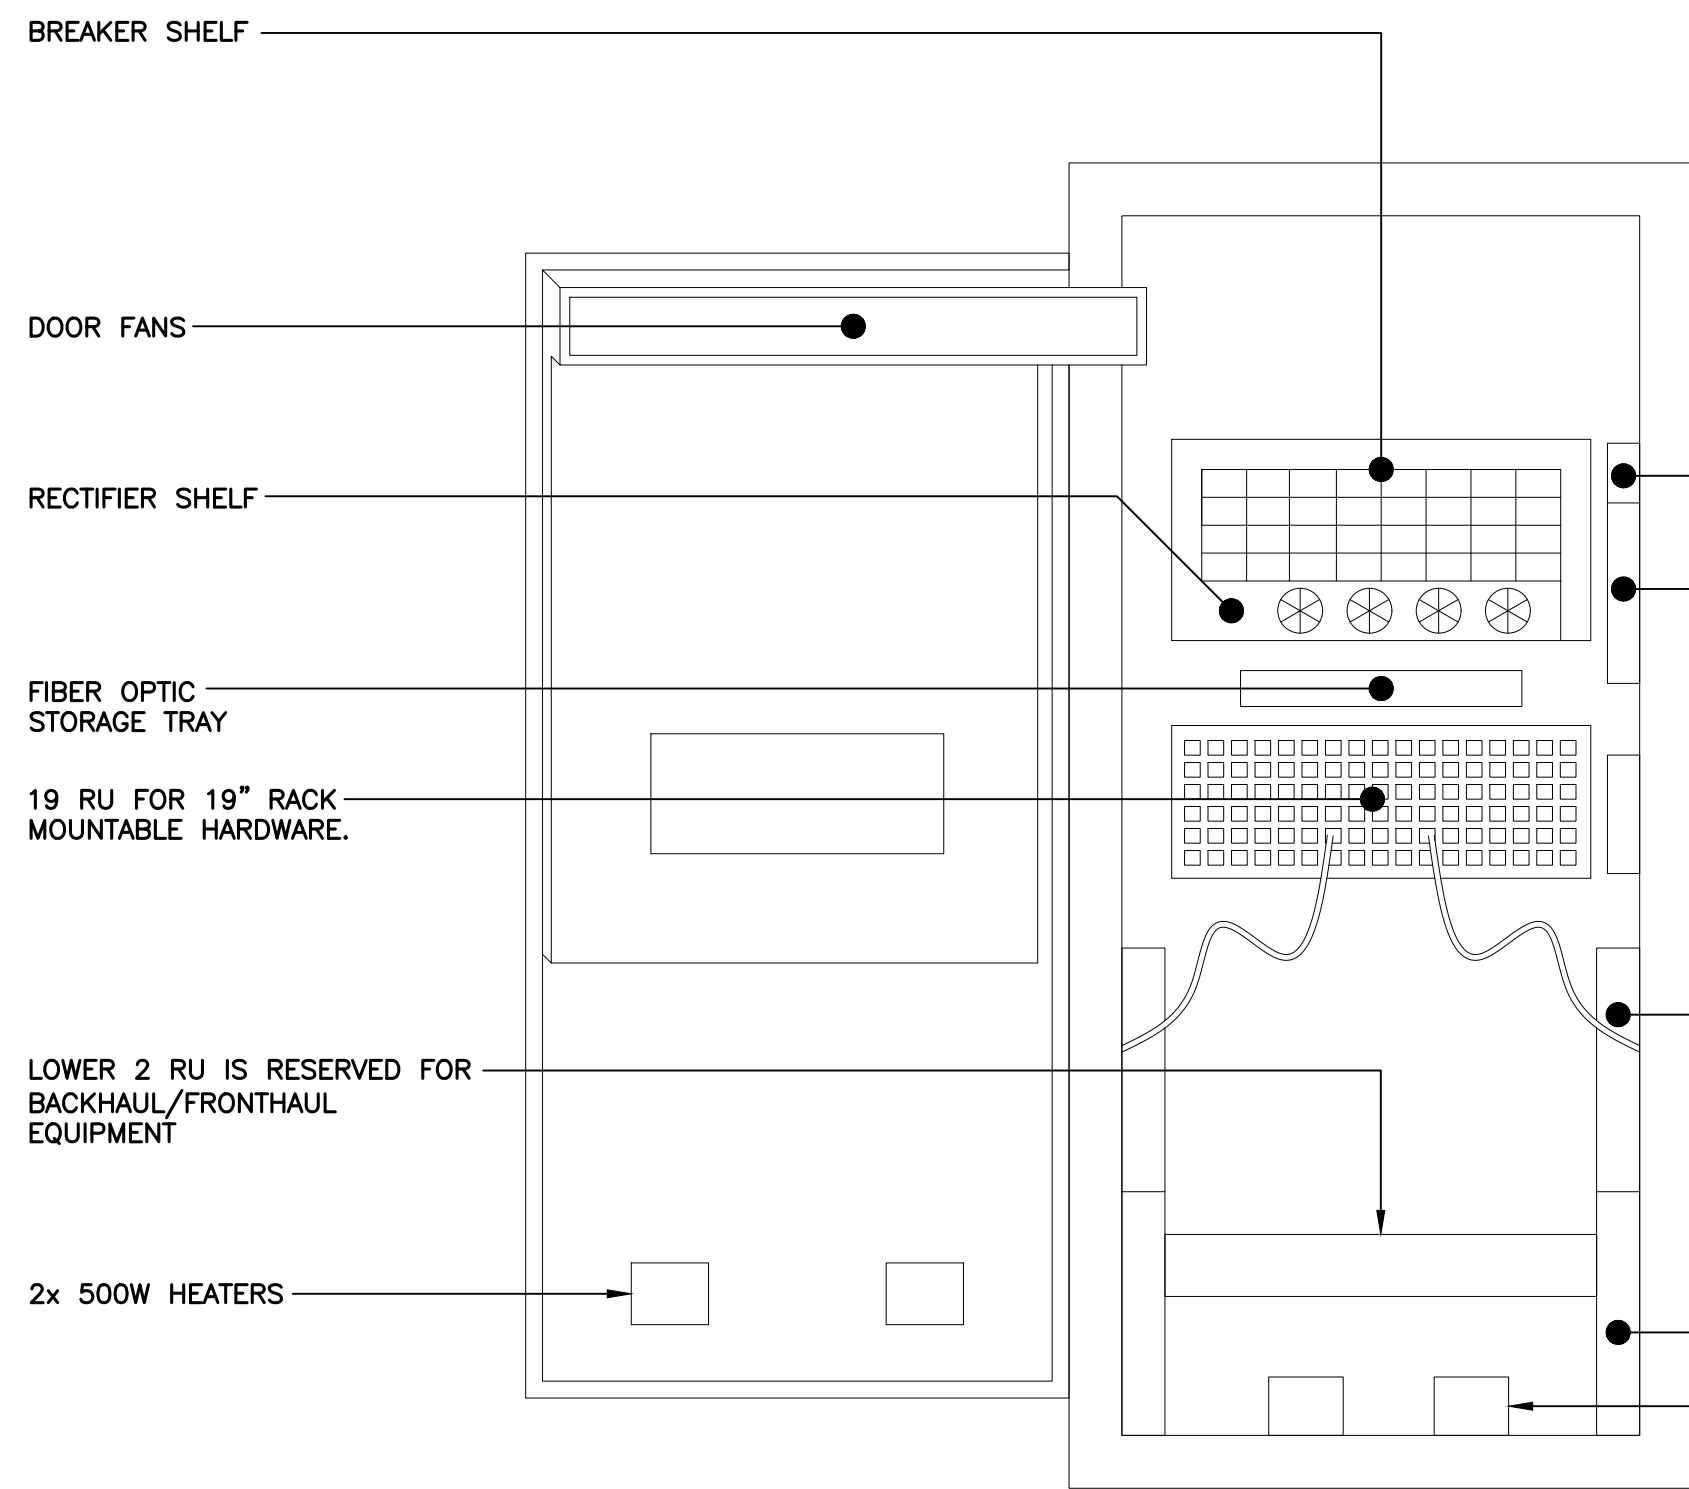 BREAKER SHELF
DOOR FANS
RECTIFIER SHELF
FIBER OPTIC
STORAGE TRAY
19 RU FOR 19" RACK
MOUNTABLE HARDWARE.
LOWER 2 RU IS RESERVED FOR
BACKHAUL/FRONTHAUL
EQUIPMENT
2x 500W HEATERS